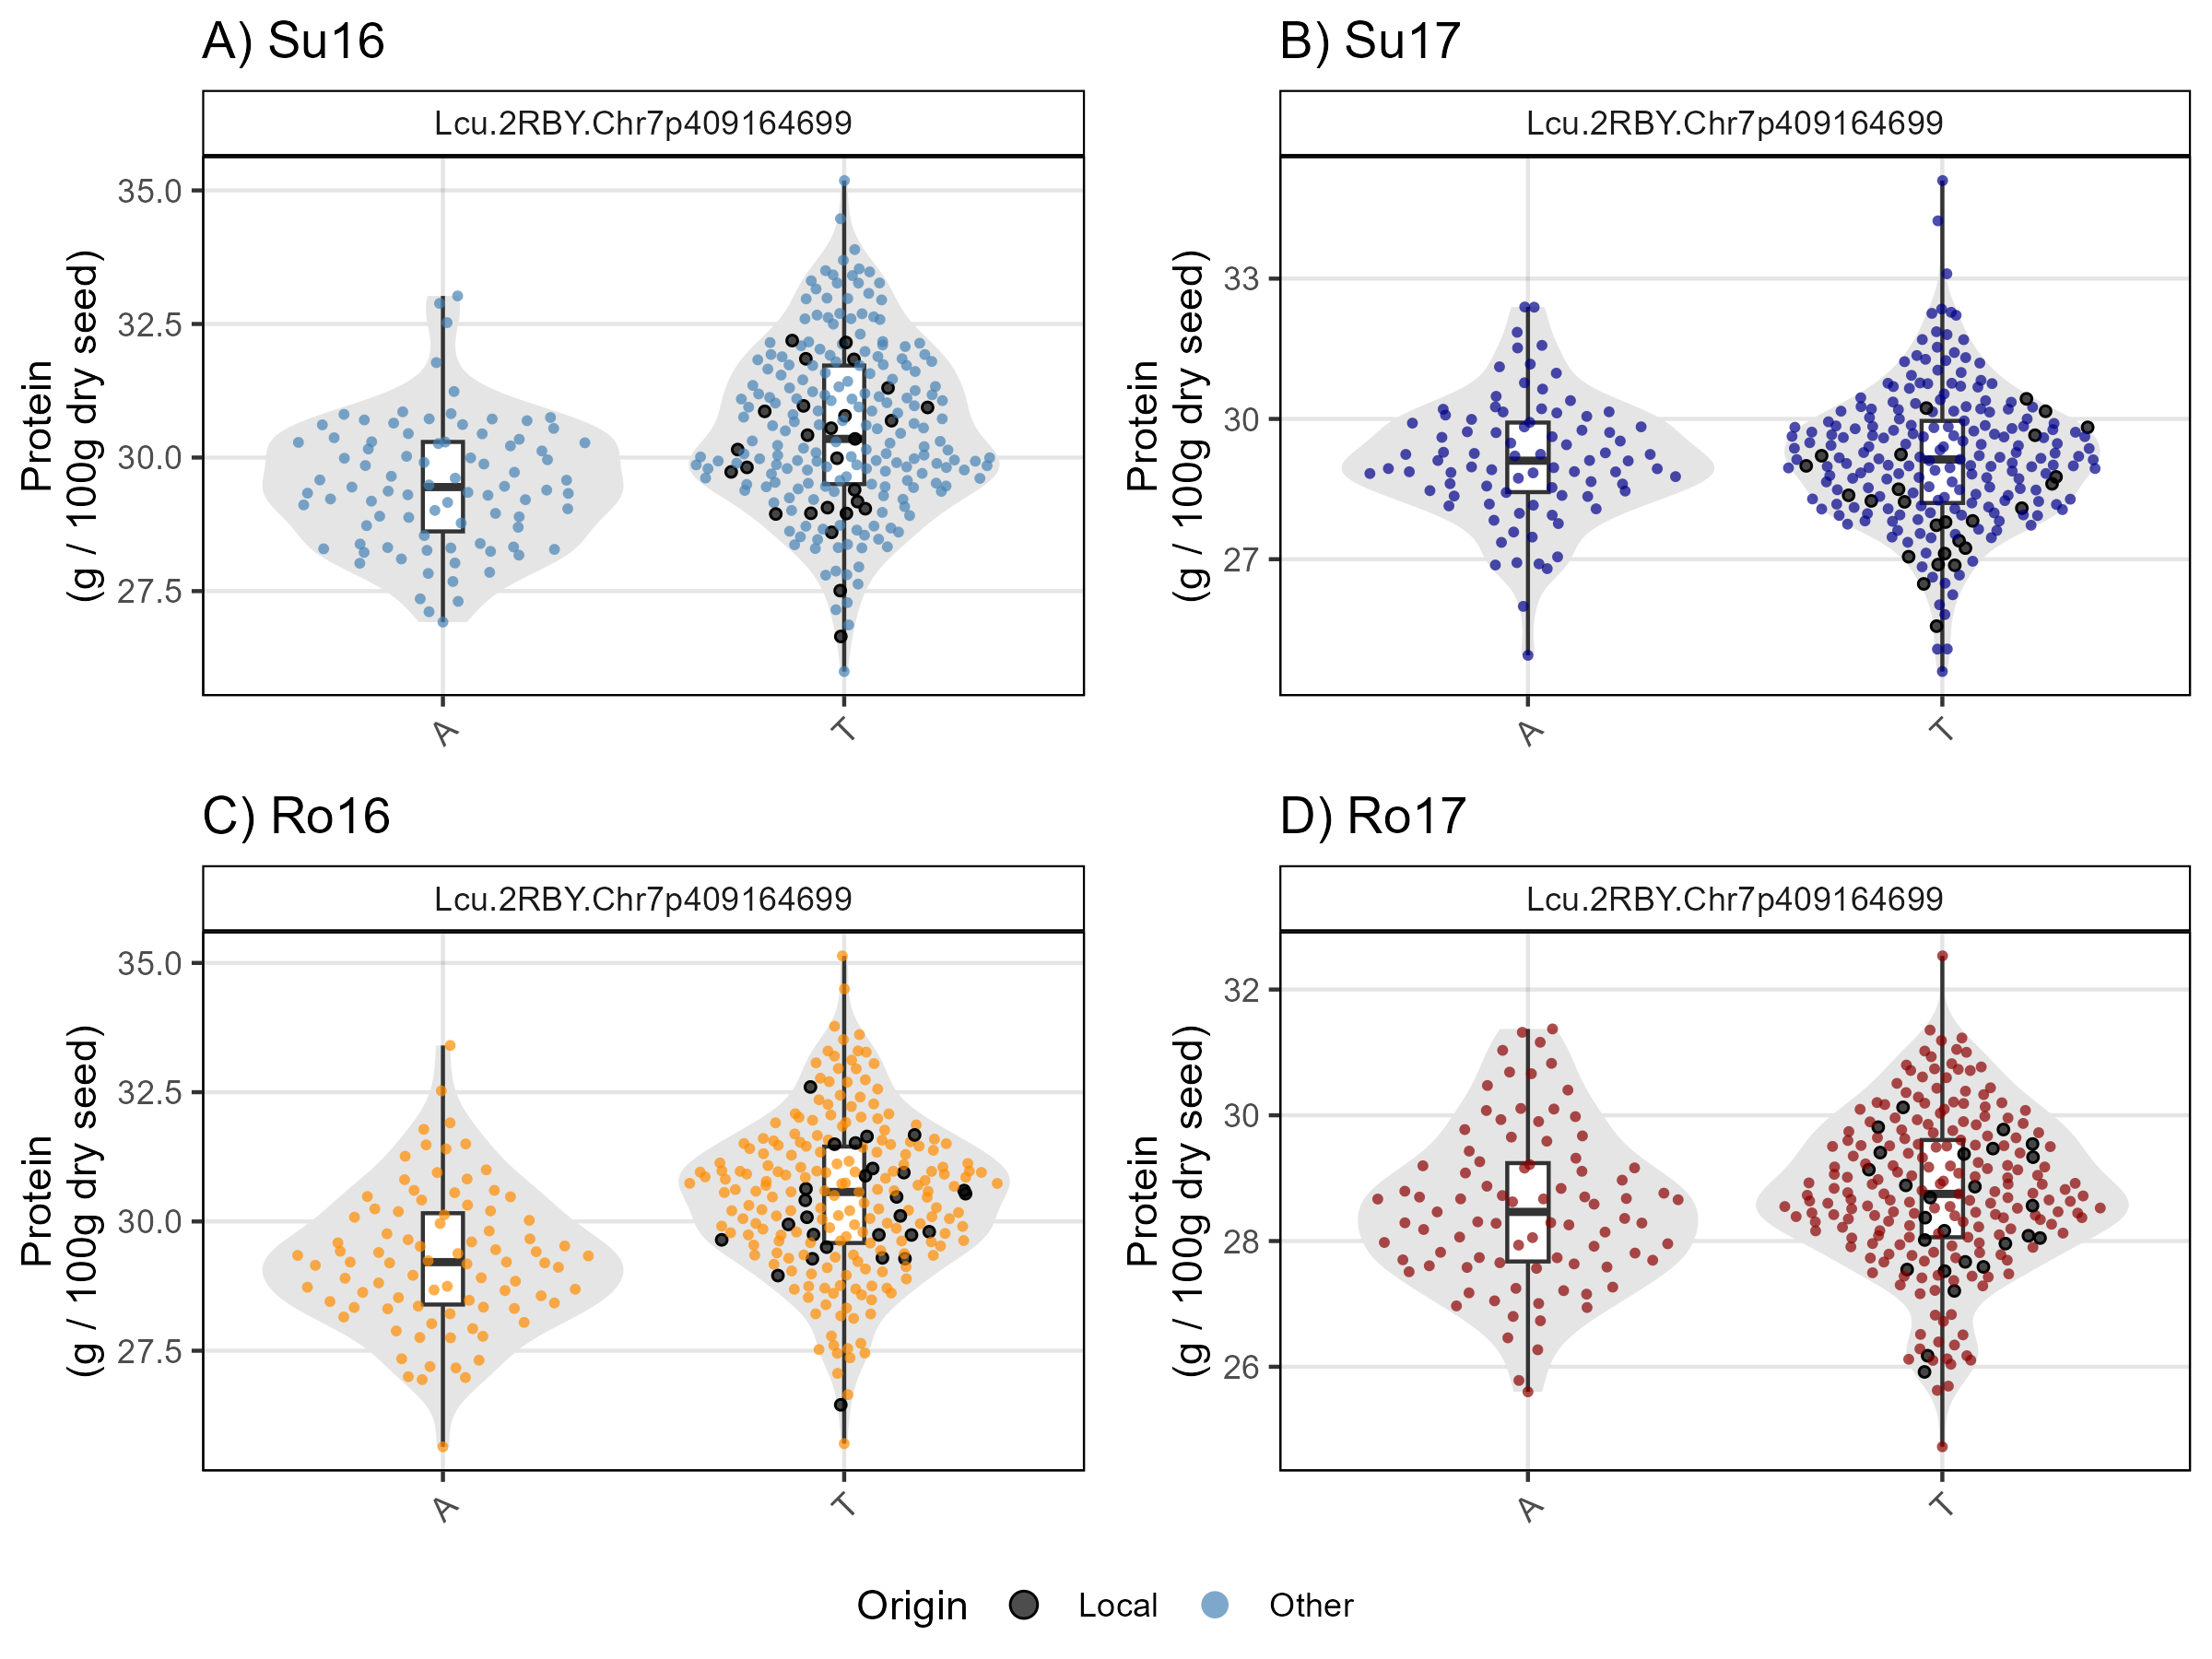 A) Su16
Lcu.2RBY.Chr7p409164699
Protein
(g / 100g dry seed)
35.0
32.5
30.0
27.5
A
T
B) Su17
Lcu.2RBY.Chr7p409164699
Protein
(g / 100g dry seed)
33
30
27
A
T
C) Ro16
Lcu.2RBY.Chr7p409164699
Protein
(g / 100g dry seed)
35.0
32.5
30.0
27.5
A
T
D) Ro17
Lcu.2RBY.Chr7p409164699
Protein
(g / 100g dry seed)
32
30
28
26
A
T
Origin Local Other